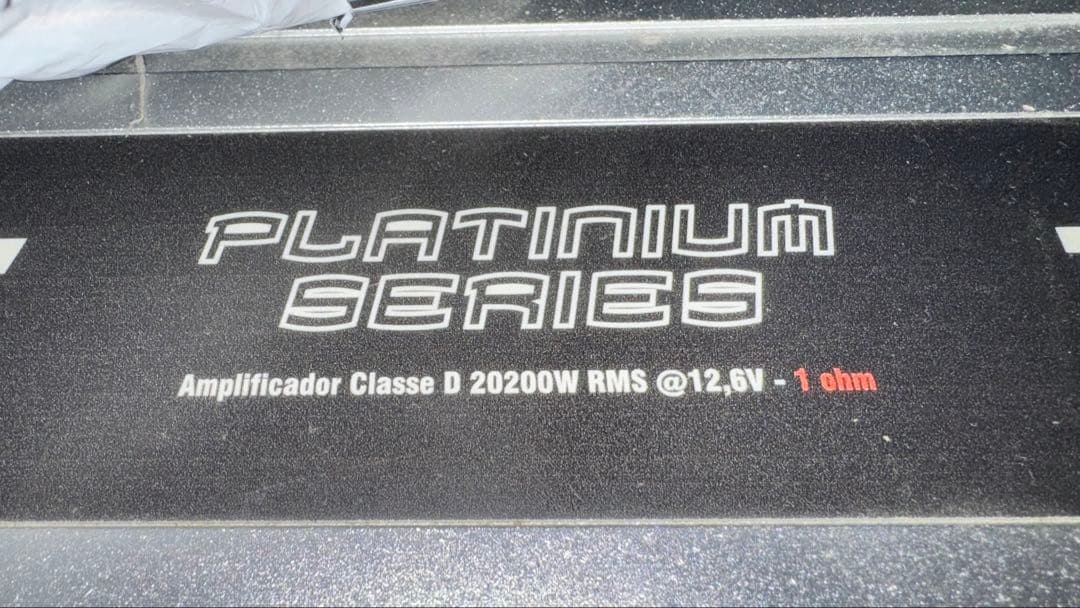 PLATINIUM
SERIES
Amplificador Classe D 20200W RMS @12,6V - 1 ohm